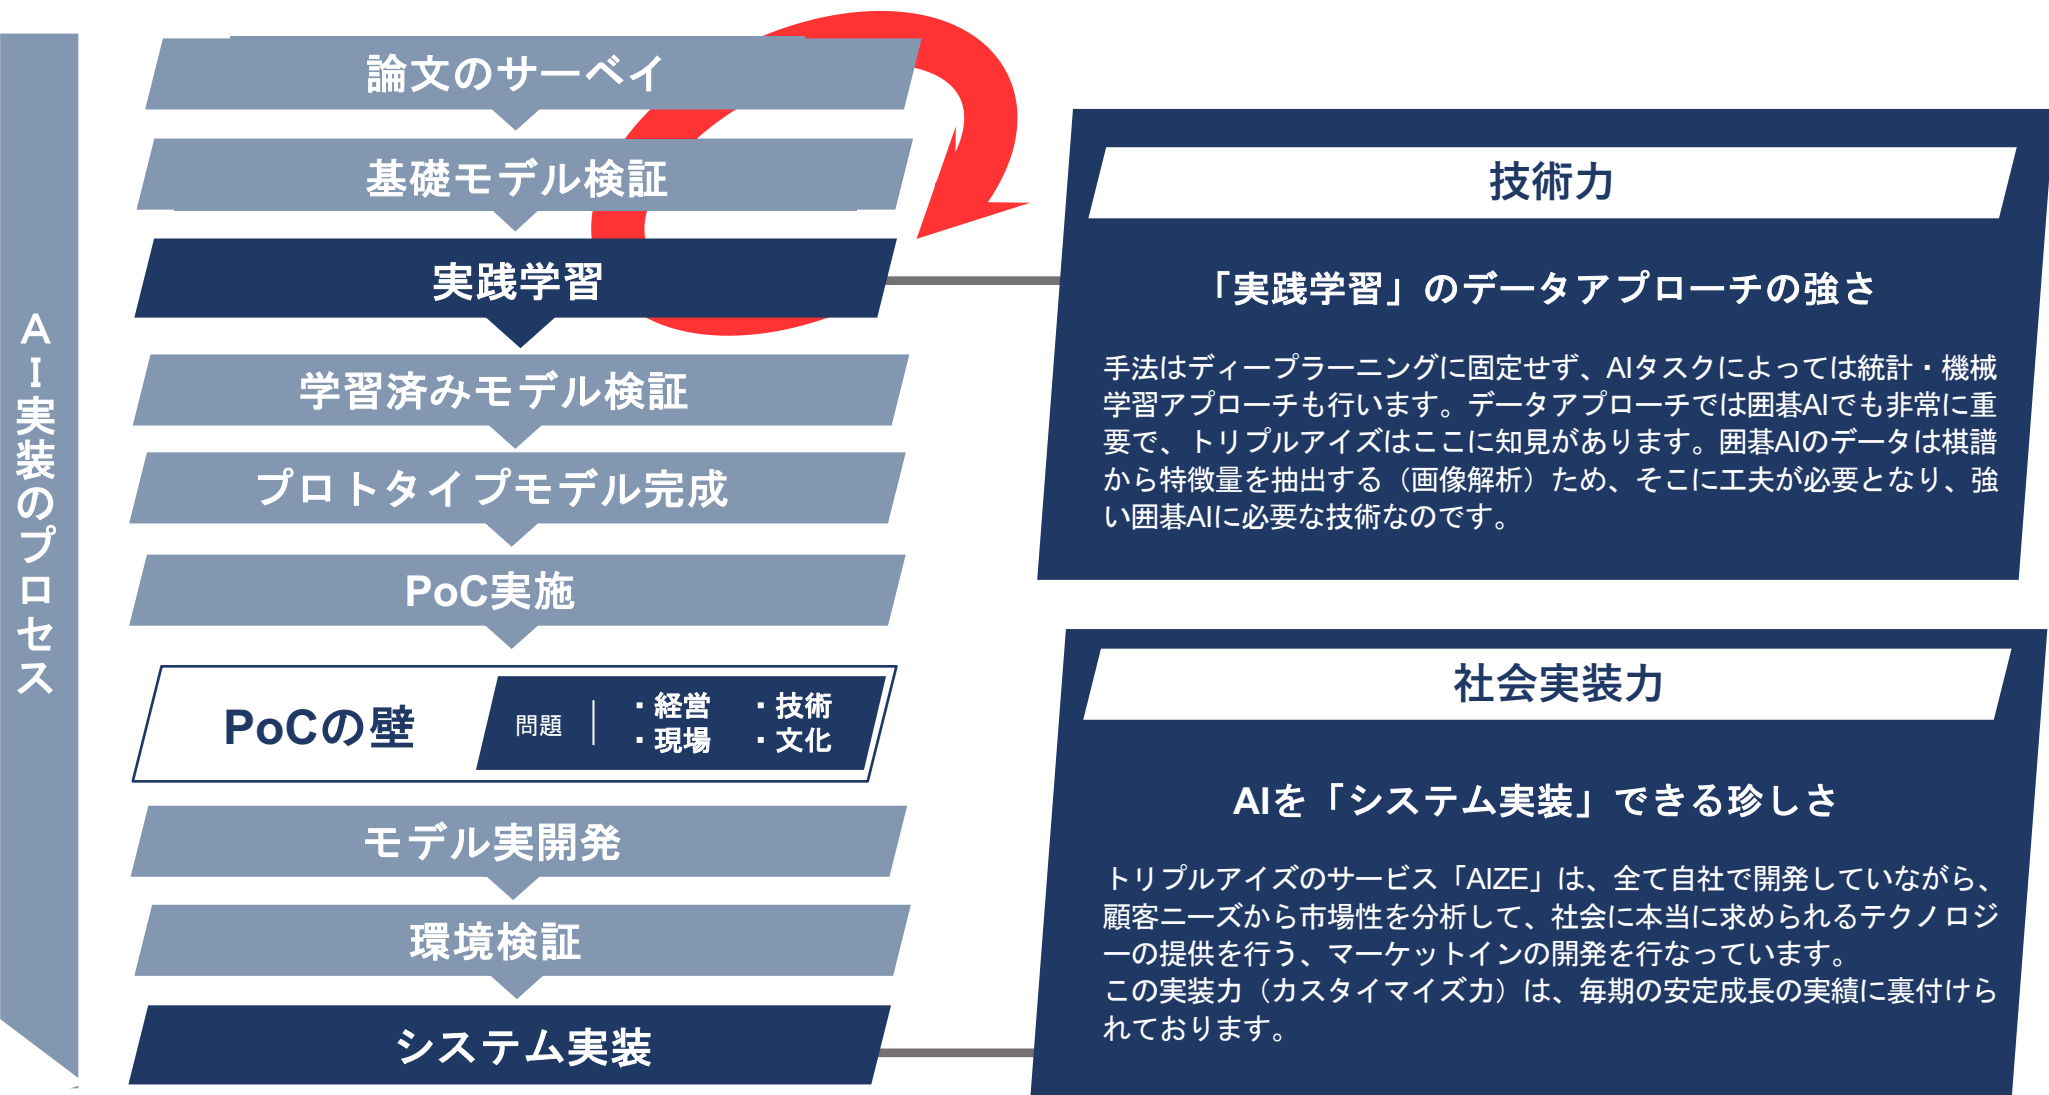 AI実装のプロセス
論文のサーベイ
基礎モデル検証
実践学習
学習済みモデル検証
プロトタイプモデル完成
PoC実施
PoCの壁
問題
・経営 ・技術
・現場 ・文化
モデル実開発
環境検証
システム実装
技術力
「実践学習」のデータアプローチの強さ
手法はディープラーニングに固定せず、AIタスクによっては統計・機械
学習アプローチも行います。データアプローチでは囲碁AIでも非常に重
要で、トリプルアイズはここに知見があります。囲碁AIのデータは棋譜
から特徴量を抽出する（画像解析）ため、そこに工夫が必要となり、強
い囲碁AIに必要な技術なのです。
社会実装力
AIを「システム実装」できる珍しさ
トリプルアイズのサービス「AIZE」は、全て自社で開発していながら、
顧客ニーズから市場性を分析して、社会に本当に求められるテクノロジ
ーの提供を行う、マーケットインの開発を行なっています。
この実装力（カスタイマイズ力）は、毎期の安定成長の実績に裏付けら
れております。